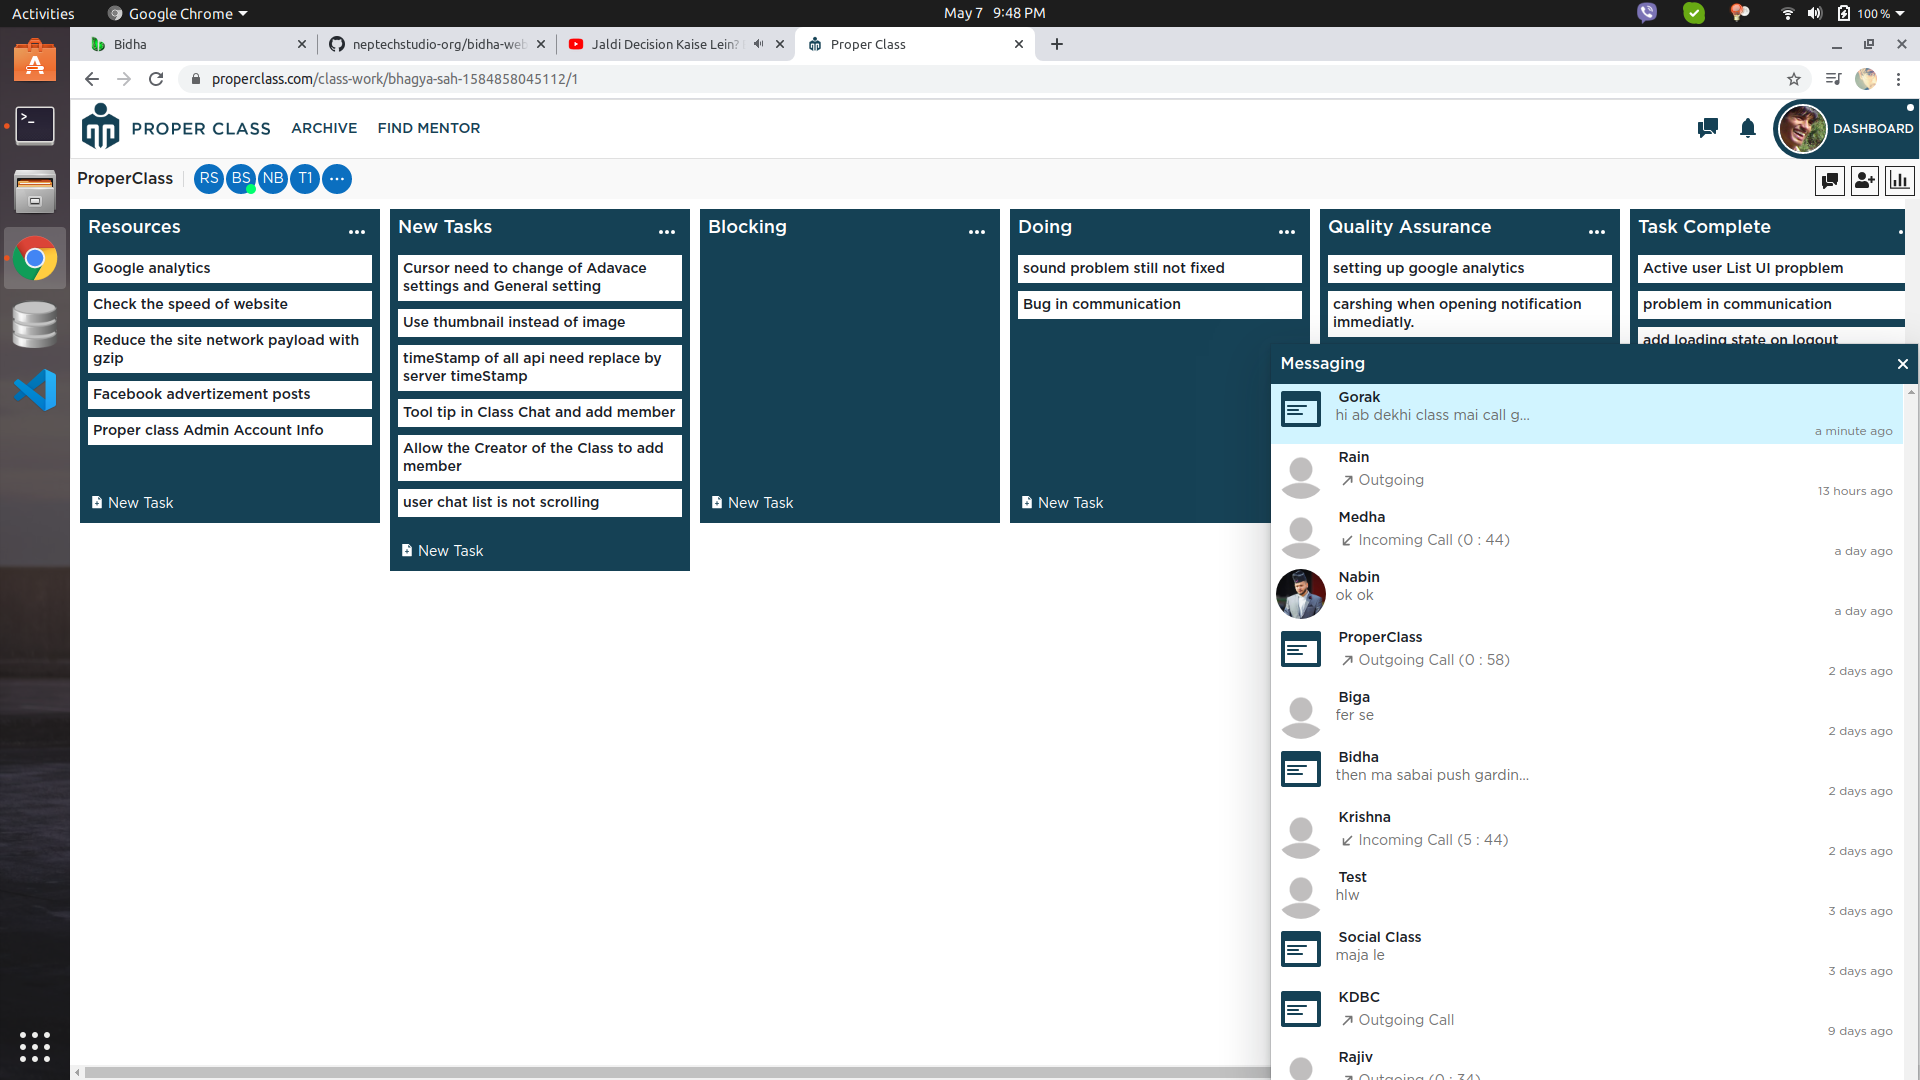 Activities
Google Chrome
May 7 9:48 PM
100 %
Bidha
neptechstudio-org/bidha-web
Jaldi Decision Kaise Lein?
Proper Class
properclass.com/class-work/bhagya-sah-1584858045112/1
PROPER CLASS
ARCHIVE
FIND MENTOR
DASHBOARD
ProperClass
RS
BS
NB
T1
Resources
Google analytics
Check the speed of website
Reduce the site network payload with
gzip
Facebook advertizement posts
Proper class Admin Account Info
New Task
New Tasks
Cursor need to change of Adavace
settings and General setting
Use thumbnail instead of image
timeStamp of all api need replace by
server timeStamp
Tool tip in Class Chat and add member
Allow the Creator of the Class to add
member
user chat list is not scrolling
New Task
Blocking
New Task
Doing
sound problem still not fixed
Bug in communication
New Task
Quality Assurance
setting up google analytics
carshing when opening notification
immediatly.
Task Complete
Active user List UI propblem
problem in communication
add loading state on logout
Messaging
Gorak
hi ab dekhi class mai call g...
a minute ago
Rain
Outgoing
13 hours ago
Medha
Incoming Call (0 : 44)
a day ago
Nabin
ok ok
a day ago
ProperClass
Outgoing Call (0 : 58)
2 days ago
Biga
fer se
2 days ago
Bidha
then ma sabai push gardin...
2 days ago
Krishna
Incoming Call (5 : 44)
2 days ago
Test
hlw
3 days ago
Social Class
maja le
3 days ago
KDBC
Outgoing Call
9 days ago
Rajiv
Outgoing (0 : 34)